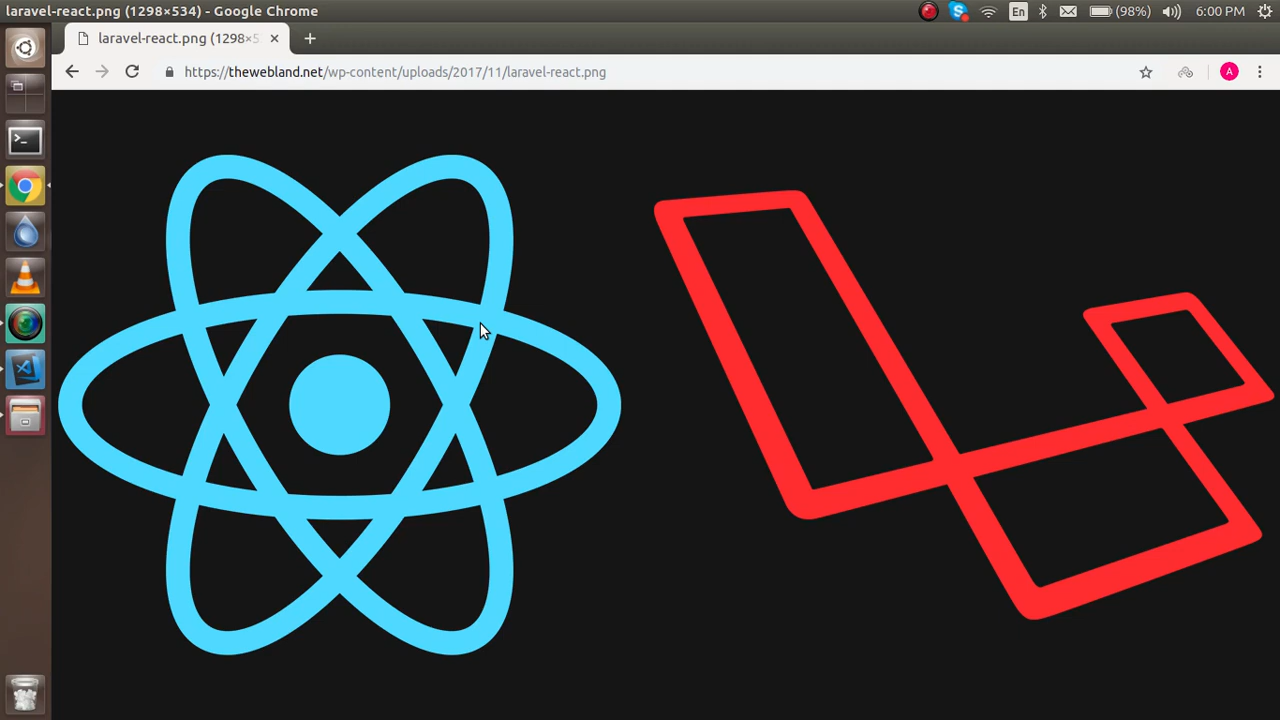 laravel-react.png (1298×534) - Google Chrome
En
(98%)
6:00 PM
laravel-react.png (1298×5
https://thewebland.net/wp-content/uploads/2017/11/laravel-react.png
A